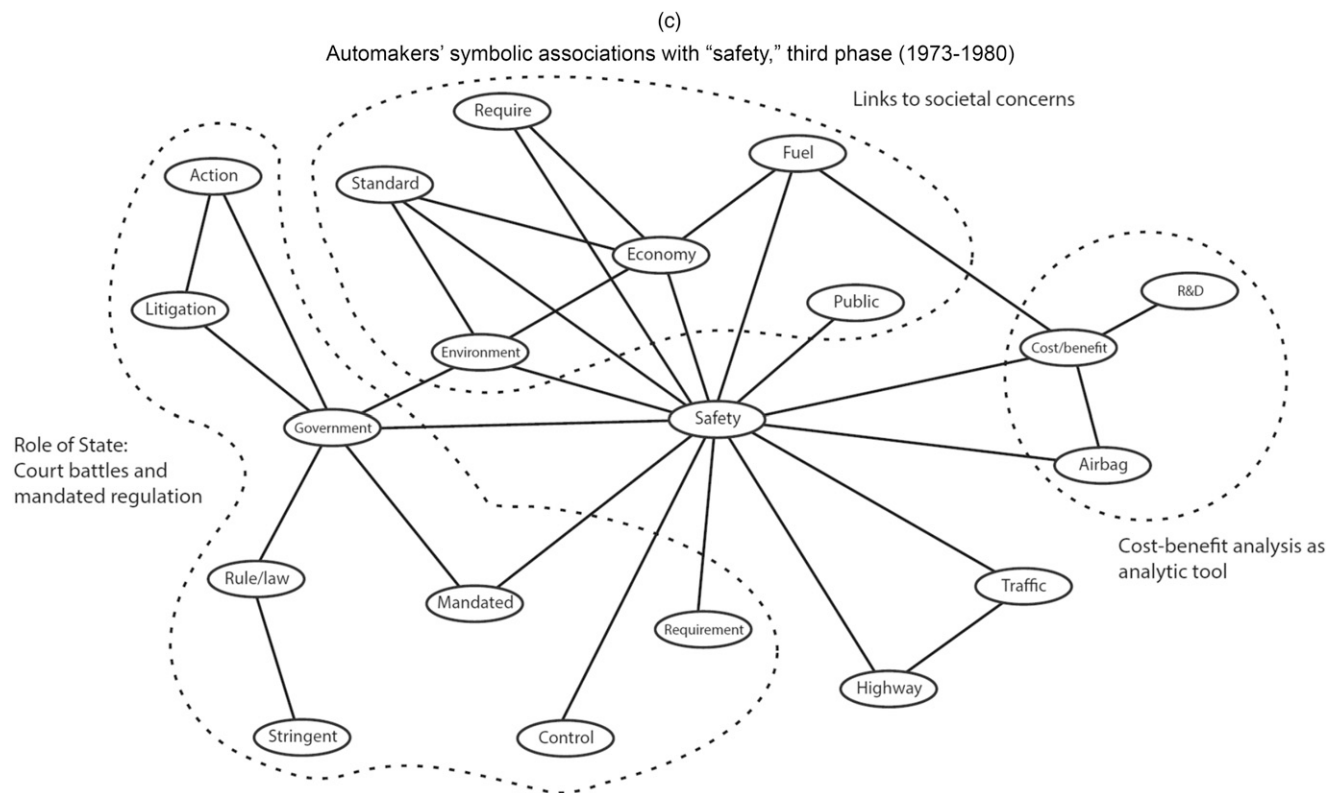 (c)
Automakers’ symbolic associations with “safety,” third phase (1973-1980)
Links to societal concerns
Require
Fuel
Action
Standard
Economy
R&D
Litigation
Public
Environment
Cost/benefit
Safety
Government
Role of State:
Court battles and
mandated regulation
Airbag
Cost-benefit analysis as
analytic tool
Rule/law
Mandated
Traffic
Requirement
Highway
Stringent
Control